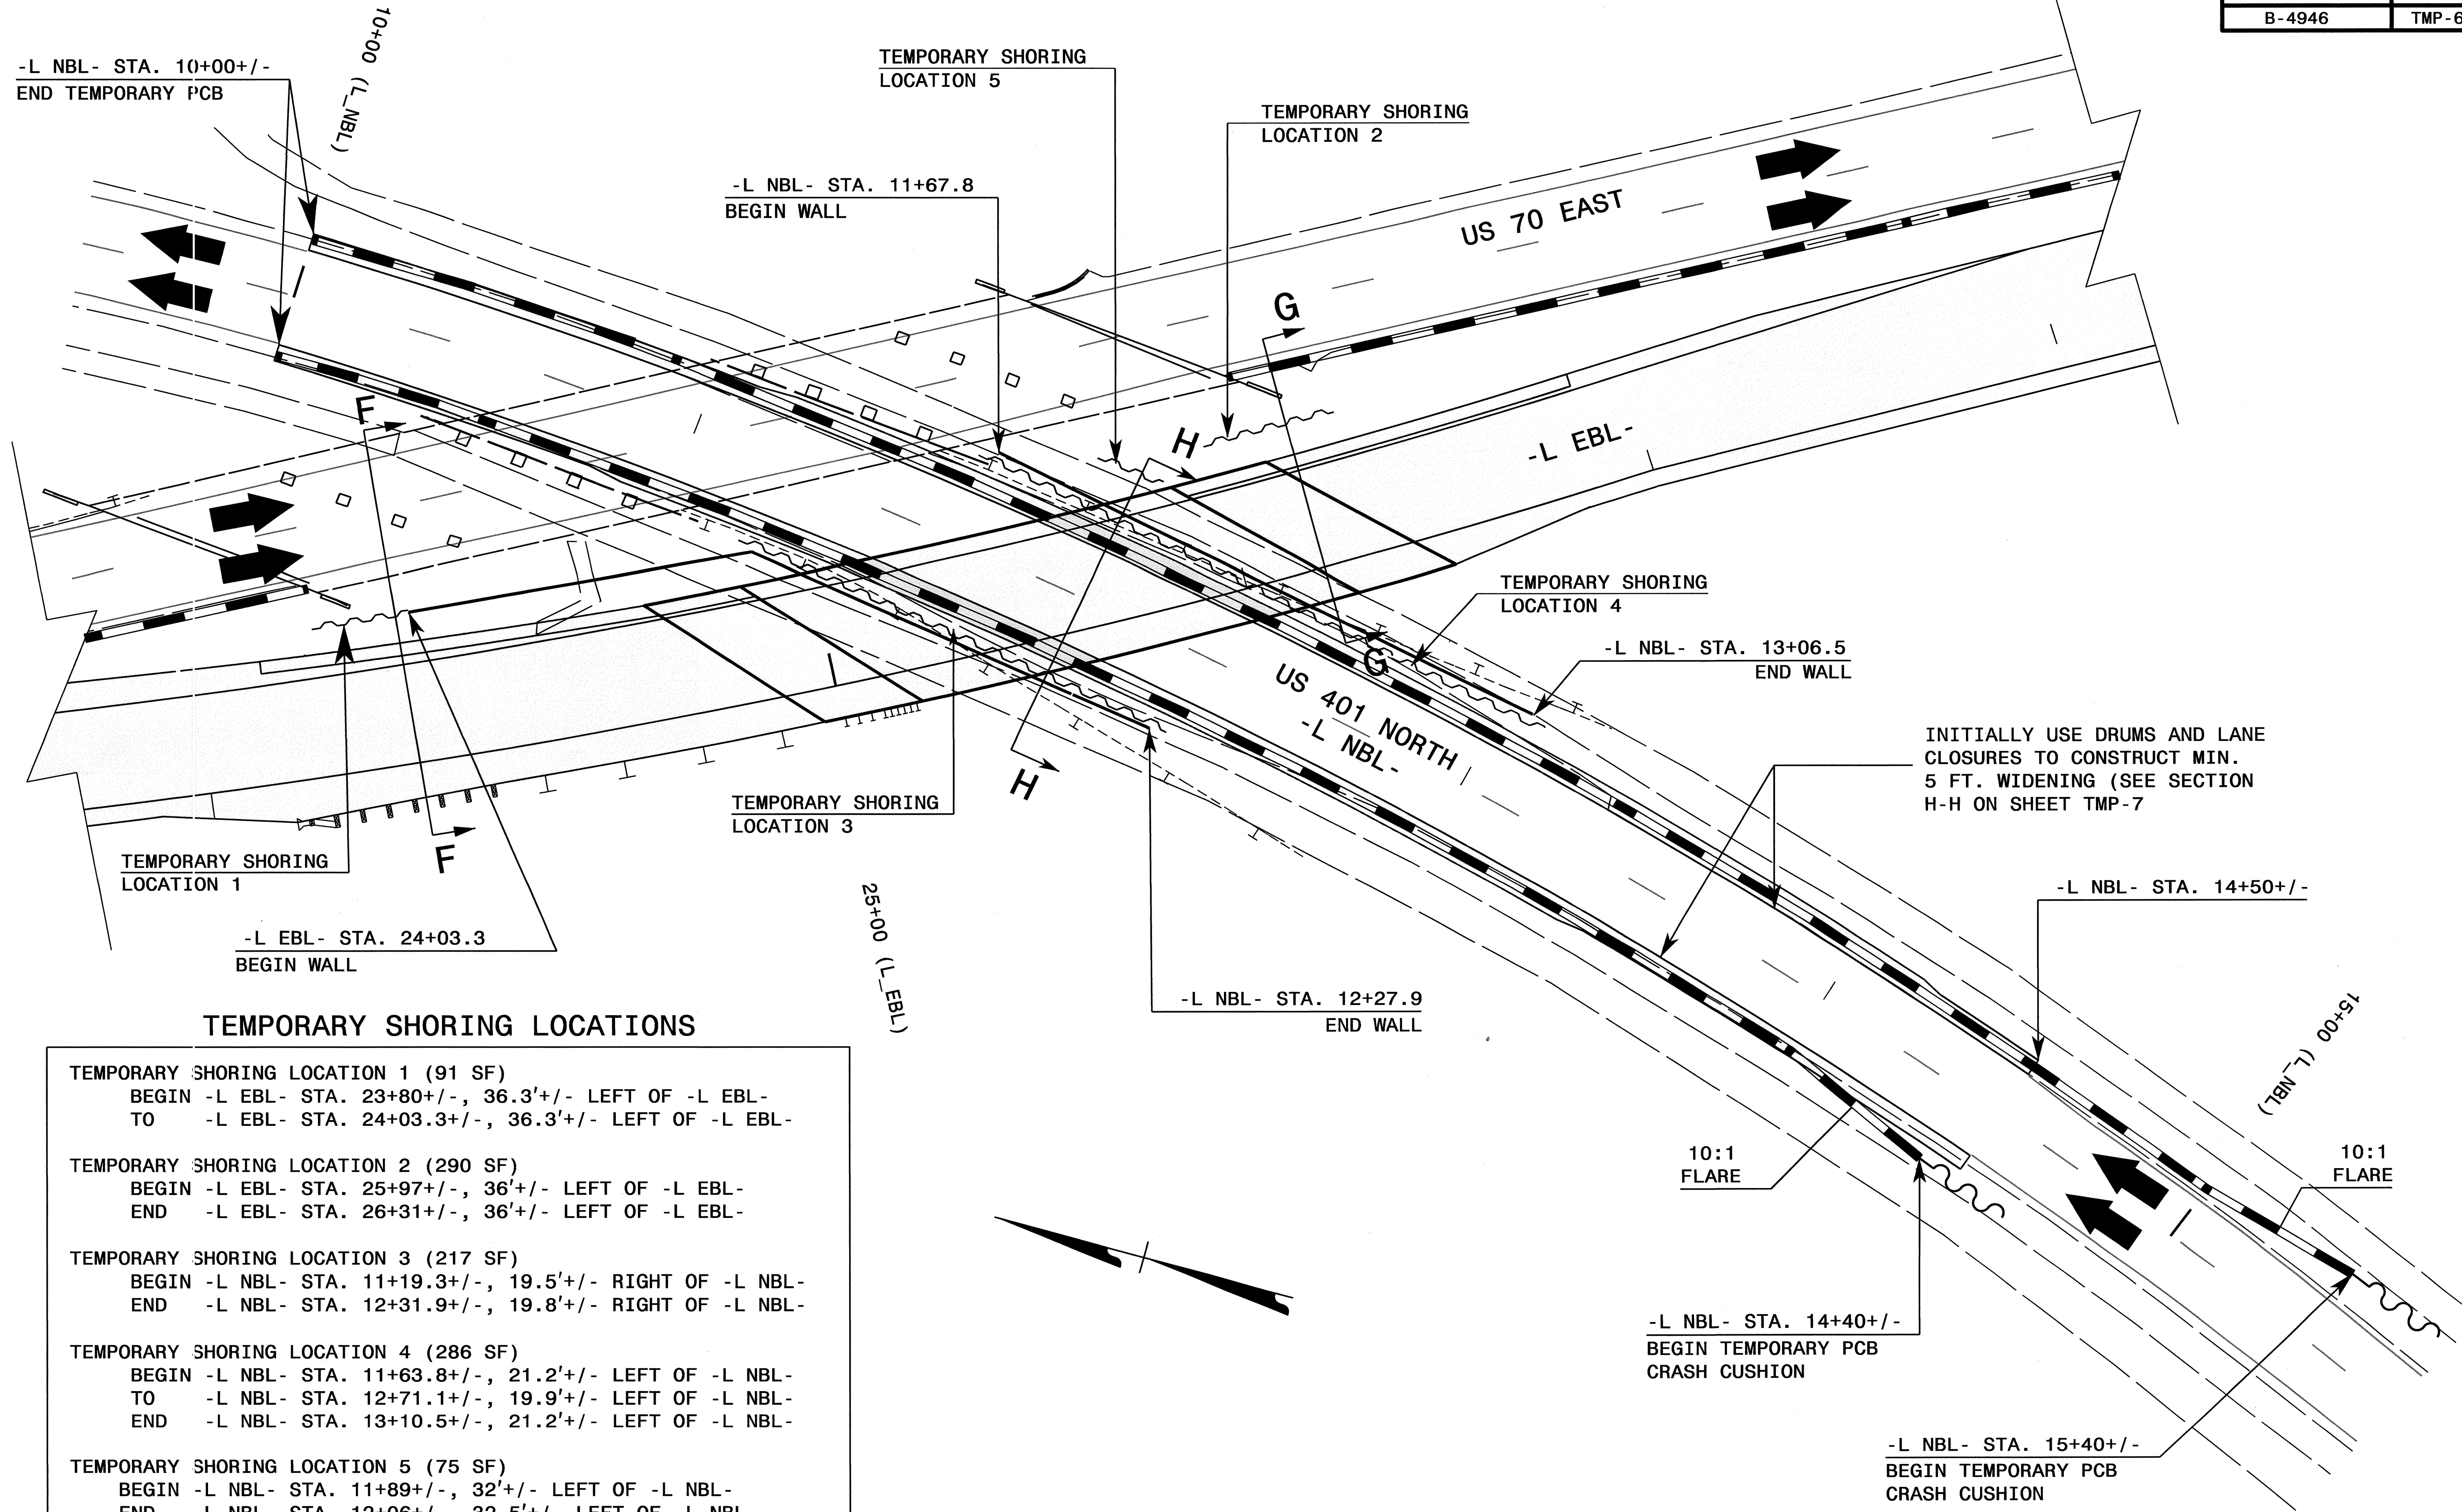 B-4946 TMP-6
10+00 (L_NBL)
-L NBL- STA. 10+00+/-
END TEMPORARY PCB
TEMPORARY SHORING
LOCATION 5
TEMPORARY SHORING
LOCATION 2
-L NBL- STA. 11+67.8
BEGIN WALL
US 70 EAST
G
F
H
-L EBL-
TEMPORARY SHORING
LOCATION 4
-L NBL- STA. 13+06.5
END WALL
G
US 401 NORTH
-L NBL-
INITIALLY USE DRUMS AND LANE
CLOSURES TO CONSTRUCT MIN.
5 FT. WIDENING (SEE SECTION
H-H ON SHEET TMP-7
H
TEMPORARY SHORING
LOCATION 3
F
TEMPORARY SHORING
LOCATION 1
-L NBL- STA. 14+50+/-
25+00 (L_EBL)
-L EBL- STA. 24+03.3
BEGIN WALL
-L NBL- STA. 12+27.9
END WALL
15+00 (L_NBL)
10:1
FLARE
10:1
FLARE
-L NBL- STA. 14+40+/-
BEGIN TEMPORARY PCB
CRASH CUSHION
-L NBL- STA. 15+40+/-
BEGIN TEMPORARY PCB
CRASH CUSHION
TEMPORARY SHORING LOCATIONS
TEMPORARY SHORING LOCATION 1 (91 SF)
BEGIN -L EBL- STA. 23+80+/-, 36.3'+/- LEFT OF -L EBL-
TO -L EBL- STA. 24+03.3+/-, 36.3'+/- LEFT OF -L EBL-
TEMPORARY SHORING LOCATION 2 (290 SF)
BEGIN -L EBL- STA. 25+97+/-, 36'+/- LEFT OF -L EBL-
END -L EBL- STA. 26+31+/-, 36'+/- LEFT OF -L EBL-
TEMPORARY SHORING LOCATION 3 (217 SF)
BEGIN -L NBL- STA. 11+19.3+/-, 19.5'+/- RIGHT OF -L NBL-
END -L NBL- STA. 12+31.9+/-, 19.8'+/- RIGHT OF -L NBL-
TEMPORARY SHORING LOCATION 4 (286 SF)
BEGIN -L NBL- STA. 11+63.8+/-, 21.2'+/- LEFT OF -L NBL-
TO -L NBL- STA. 12+71.1+/-, 19.9'+/- LEFT OF -L NBL-
END -L NBL- STA. 13+10.5+/-, 21.2'+/- LEFT OF -L NBL-
TEMPORARY SHORING LOCATION 5 (75 SF)
BEGIN -L NBL- STA. 11+89+/-, 32'+/- LEFT OF -L NBL-
END -L NBL- STA. 12+06+/-, 32.5'+/- LEFT OF -L NBL-